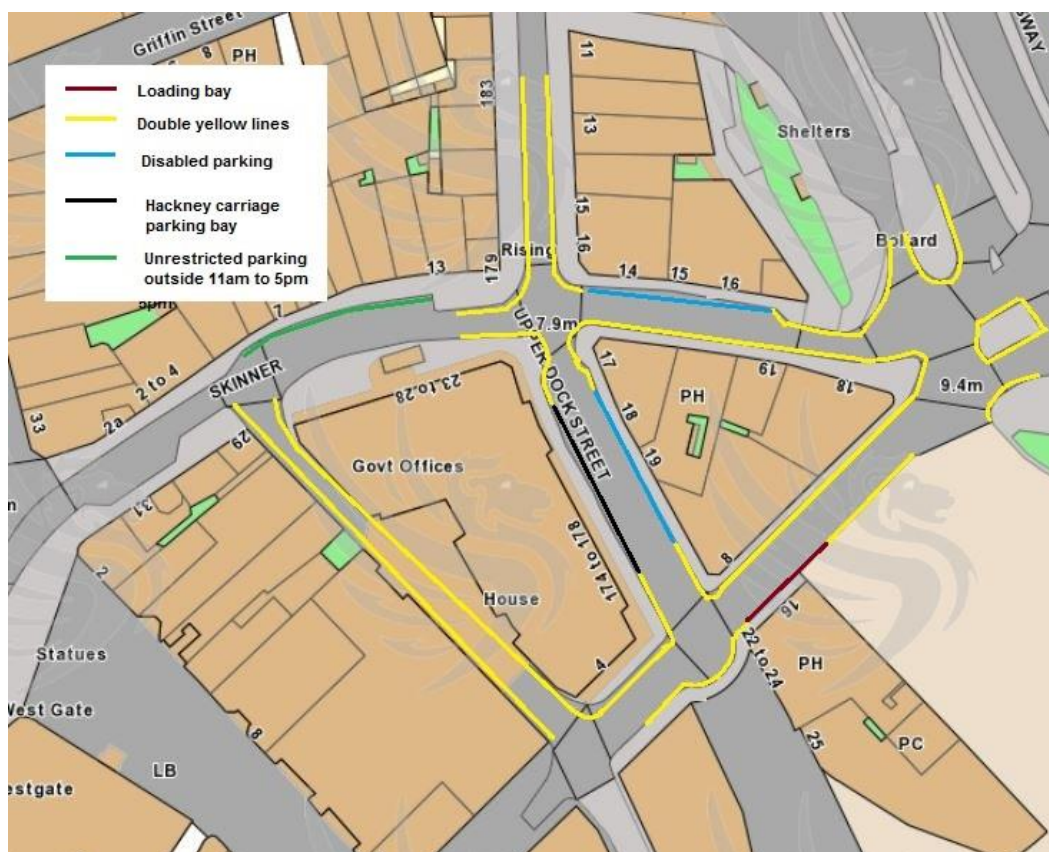 Griffin Street
6
8
PH
183
11
13
15
16
Shelters
SWAY
Loading bay
Double yellow lines
Disabled parking
Hackney carriage
parking bay
Unrestricted parking
outside 11am to 5pm
5pm
Rising
Bollard
179
13
7
14
15
16
7.9m
UPPER DOCK STREET
SKINNER
2 to 4
2a
33
29
31
23 to 28
17
18
19
PH
19
18
9.4m
Govt Offices
174 to 178
House
8
2
Statues
West Gate
LB
8
estgate
4
16
22 to 24
PH
25
PC